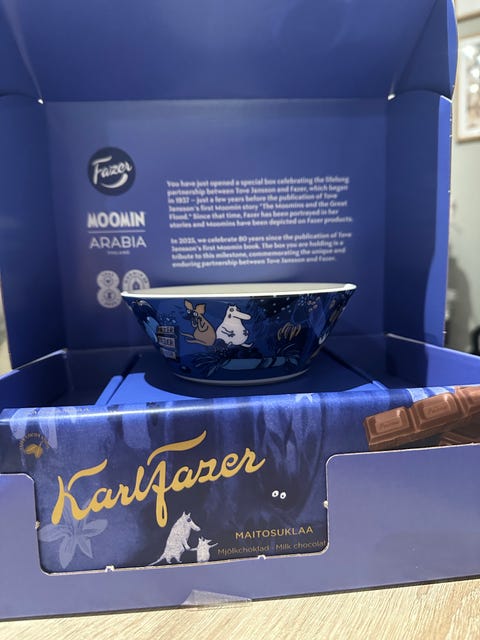 Fazer
MOOMIN
ARABIA
FINLAND
80
You have just opened a special box celebrating the lifelong
partnership between Tove Jansson and Fazer, which began
in 1937 – just a few years before the publication of Tove
Jansson's first Moomin story "The Moomins and the Great
Flood." Since that time, Fazer has been portrayed in her
stories and Moomins have been depicted on Fazer products.
In 2025, we celebrate 80 years since the publication of Tove
Jansson's first Moomin book. The box you are holding is a
tribute to this milestone, commemorating the unique and
enduring partnership between Tove Jansson and Fazer.
Karl Fazer
MAITOSUKLAA
Mjölkchoklad - Milk chocolat